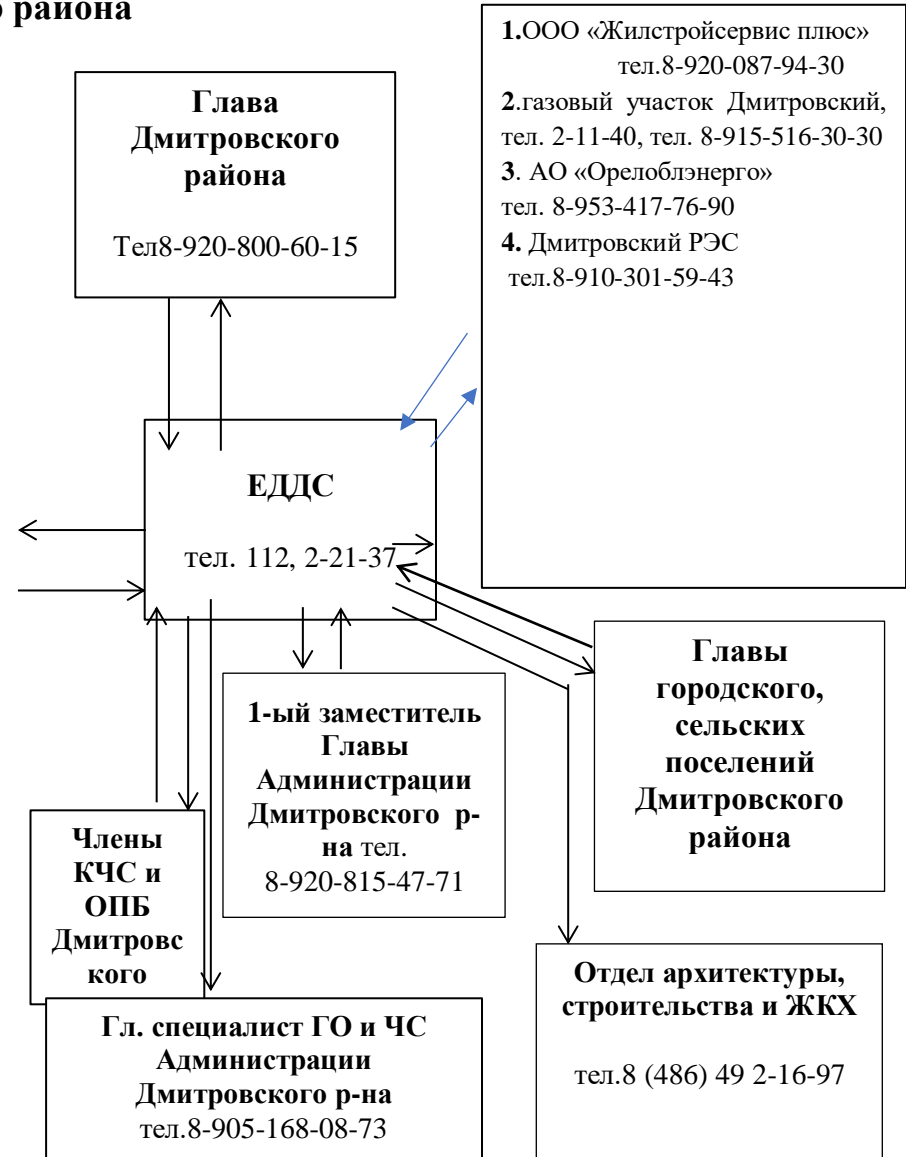 о района
1.ООО «Жилстройсервис плюс»
тел.8-920-087-94-30
2.газовый участок Дмитровский,
тел. 2-11-40, тел. 8-915-516-30-30
3. АО «Орелоблэнерго»
тел. 8-953-417-76-90
4. Дмитровский РЭС
тел.8-910-301-59-43
Глава
Дмитровского
района
Тел8-920-800-60-15
ЕДДС
тел. 112, 2-21-37
Главы
городского,
сельских
поселений
Дмитровского
района
1-ый заместитель
Главы
Администрации
Дмитровского р-
на тел.
8-920-815-47-71
Члены
КЧС и
ОПБ
Дмитровс
кого
Отдел архитектуры,
строительства и ЖКХ
тел.8 (486) 49 2-16-97
Гл. специалист ГО и ЧС
Администрации
Дмитровского р-на
тел.8-905-168-08-73